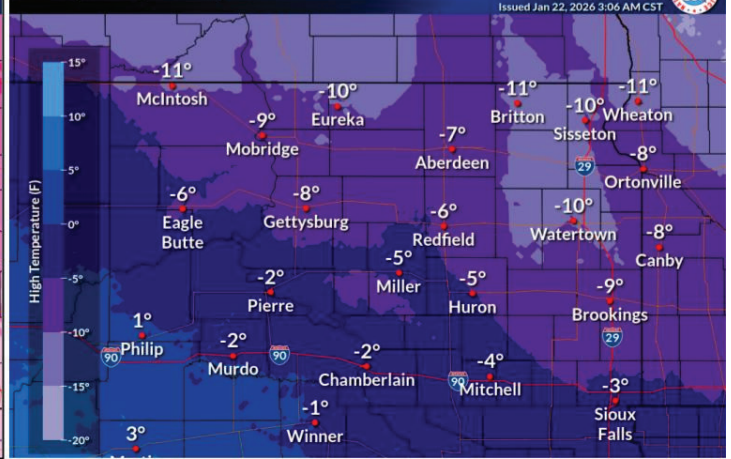 Issued Jan 22, 2026 3:06 AM CST
High Temperature (F)
15°
10°
5°
0°
-5°
-10°
-15°
-20°
-11°
McIntosh
-10°
Eureka
-11°
Britton
-10°
Sisseton
-11°
Wheaton
-9°
Mobridge
-7°
Aberdeen
29
-8°
Ortonville
-6°
Eagle
Butte
-8°
Gettysburg
-6°
Redfield
-10°
Watertown
-8°
Canby
-2°
Pierre
-5°
Miller
-5°
Huron
-9°
Brookings
29
1°
Philip
90
-2°
Murdo
90
-2°
Chamberlain
90
-4°
Mitchell
-3°
Sioux
Falls
-1°
Winner
3°